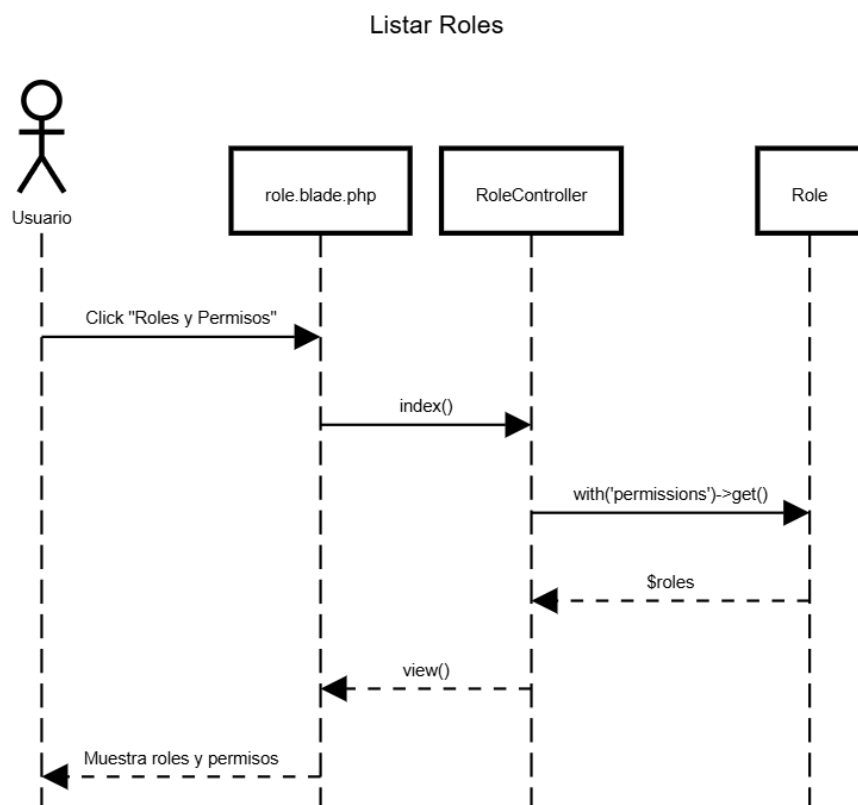 Listar Roles
Usuario
role.blade.php
RoleController
Role
Click "Roles y Permisos"
index()
with('permissions')->get()
$roles
view()
Muestra roles y permisos